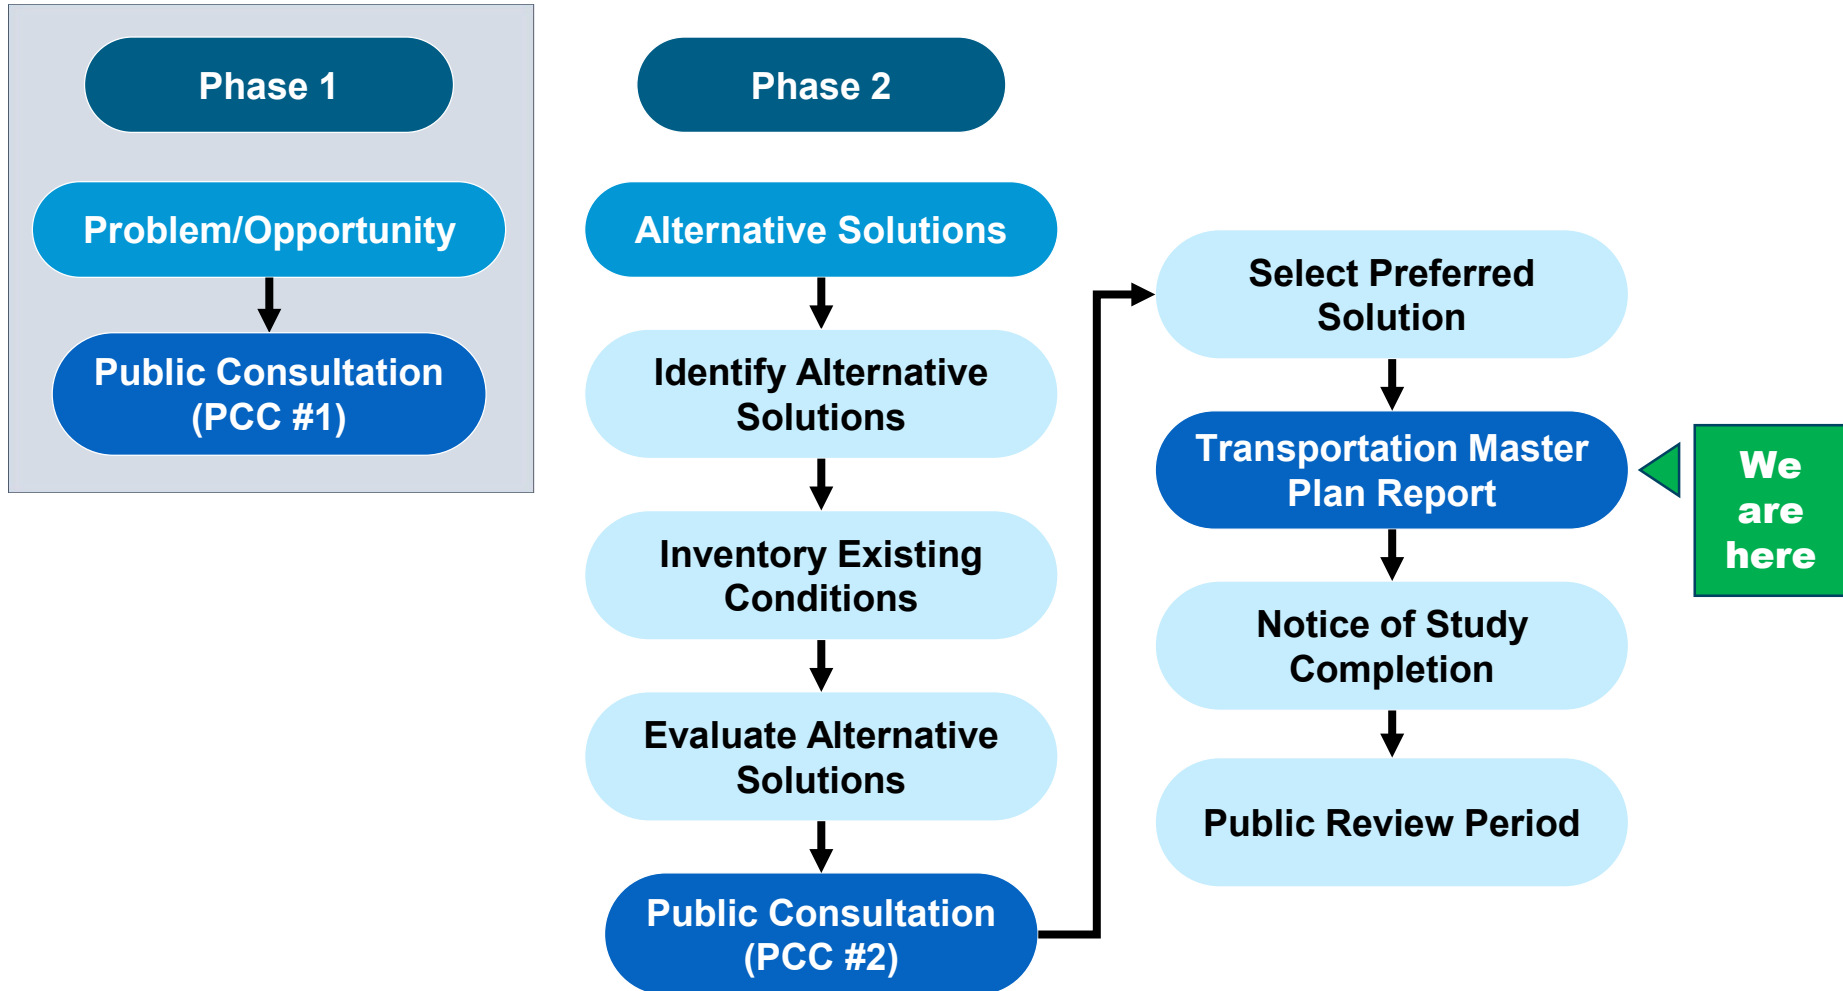 Phase 1
Problem/Opportunity
Public Consultation
(PCC #1)
Phase 2
Alternative Solutions
Identify Alternative
Solutions
Inventory Existing
Conditions
Evaluate Alternative
Solutions
Public Consultation
(PCC #2)
Select Preferred
Solution
Transportation Master
Plan Report
Notice of Study
Completion
Public Review Period
We
are
here